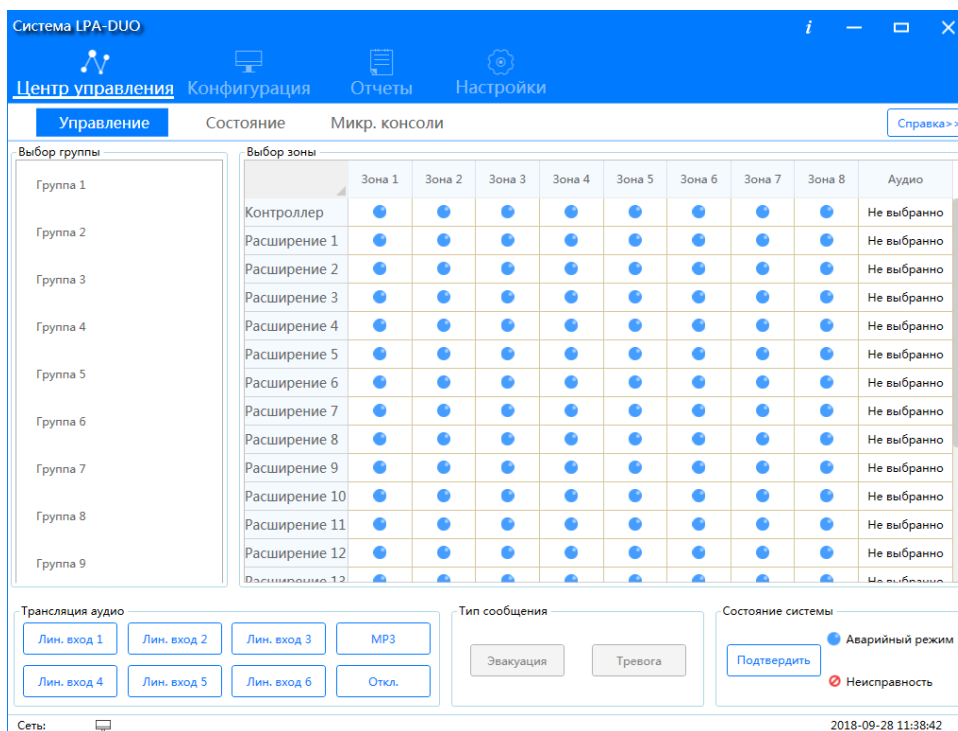 Система LPA-DUO
Центр управления Конфигурация Отчеты Настройки
Управление Состояние Микр. консоли Справка>>
Выбор группы Выбор зоны
Зона 1 Зона 2 Зона 3 Зона 4 Зона 5 Зона 6 Зона 7 Зона 8 Аудио
Группа 1
Группа 2
Группа 3
Группа 4
Группа 5
Группа 6
Группа 7
Группа 8
Группа 9
Контроллер Не выбранно
Расширение 1 Не выбранно
Расширение 2 Не выбранно
Расширение 3 Не выбранно
Расширение 4 Не выбранно
Расширение 5 Не выбранно
Расширение 6 Не выбранно
Расширение 7 Не выбранно
Расширение 8 Не выбранно
Расширение 9 Не выбранно
Расширение 10 Не выбранно
Расширение 11 Не выбранно
Расширение 12 Не выбранно
Расширение 13 Не выбранно
Трансляция аудио Тип сообщения Состояние системы
Лин. вход 1 Лин. вход 2 Лин. вход 3 MP3
Лин. вход 4 Лин. вход 5 Лин. вход 6 Откл.
Эвакуация Тревога
Подтвердить
Аварийный режим
Неисправность
Сеть: 2018-09-28 11:38:42